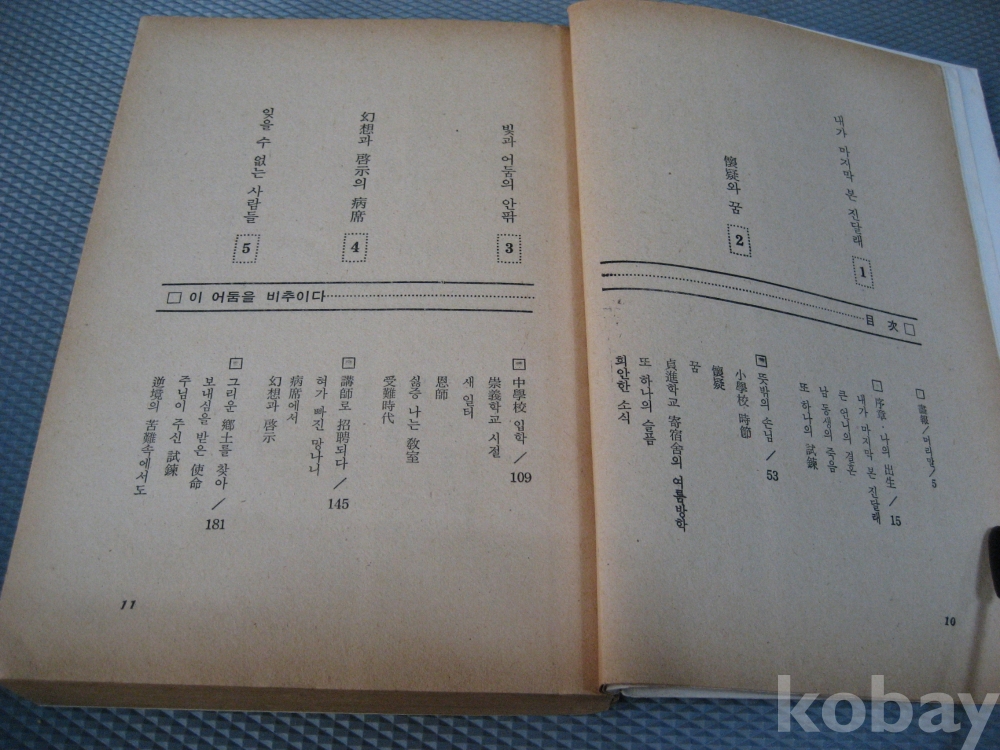 □ 目 次
□ 畵報／머리말／5
내가 마지막 본 진달래
1
□ 序章·나의 出生／15
내가 마지막 본 진달래
큰 언니의 결혼
남 동생의 죽음
또 하나의 試鍊
懷疑와 꿈
2
뜻밖의 손님／53
小學校 時節
懷疑
꿈
貞進학교 寄宿舍의 여름방학
또 하나의 슬픔
희안한 소식
10
□ 이 어둠을 비추이다
빛과 어둠의 안팎
3
中學校 입학／109
崇義학교 시절
새 일터
恩師
싫증 나는 敎室
受難時代
幻想과 啓示의 病席
4
講師로 招聘되다／145
혀가 빠진 망나니
病席에서
幻想과 啓示
잊을 수 없는 사람들
5
그리운 鄕土를 찾아／181
보내심을 받은 使命
주님이 주신 試鍊
逆境의 苦難속에서도
11
kobay